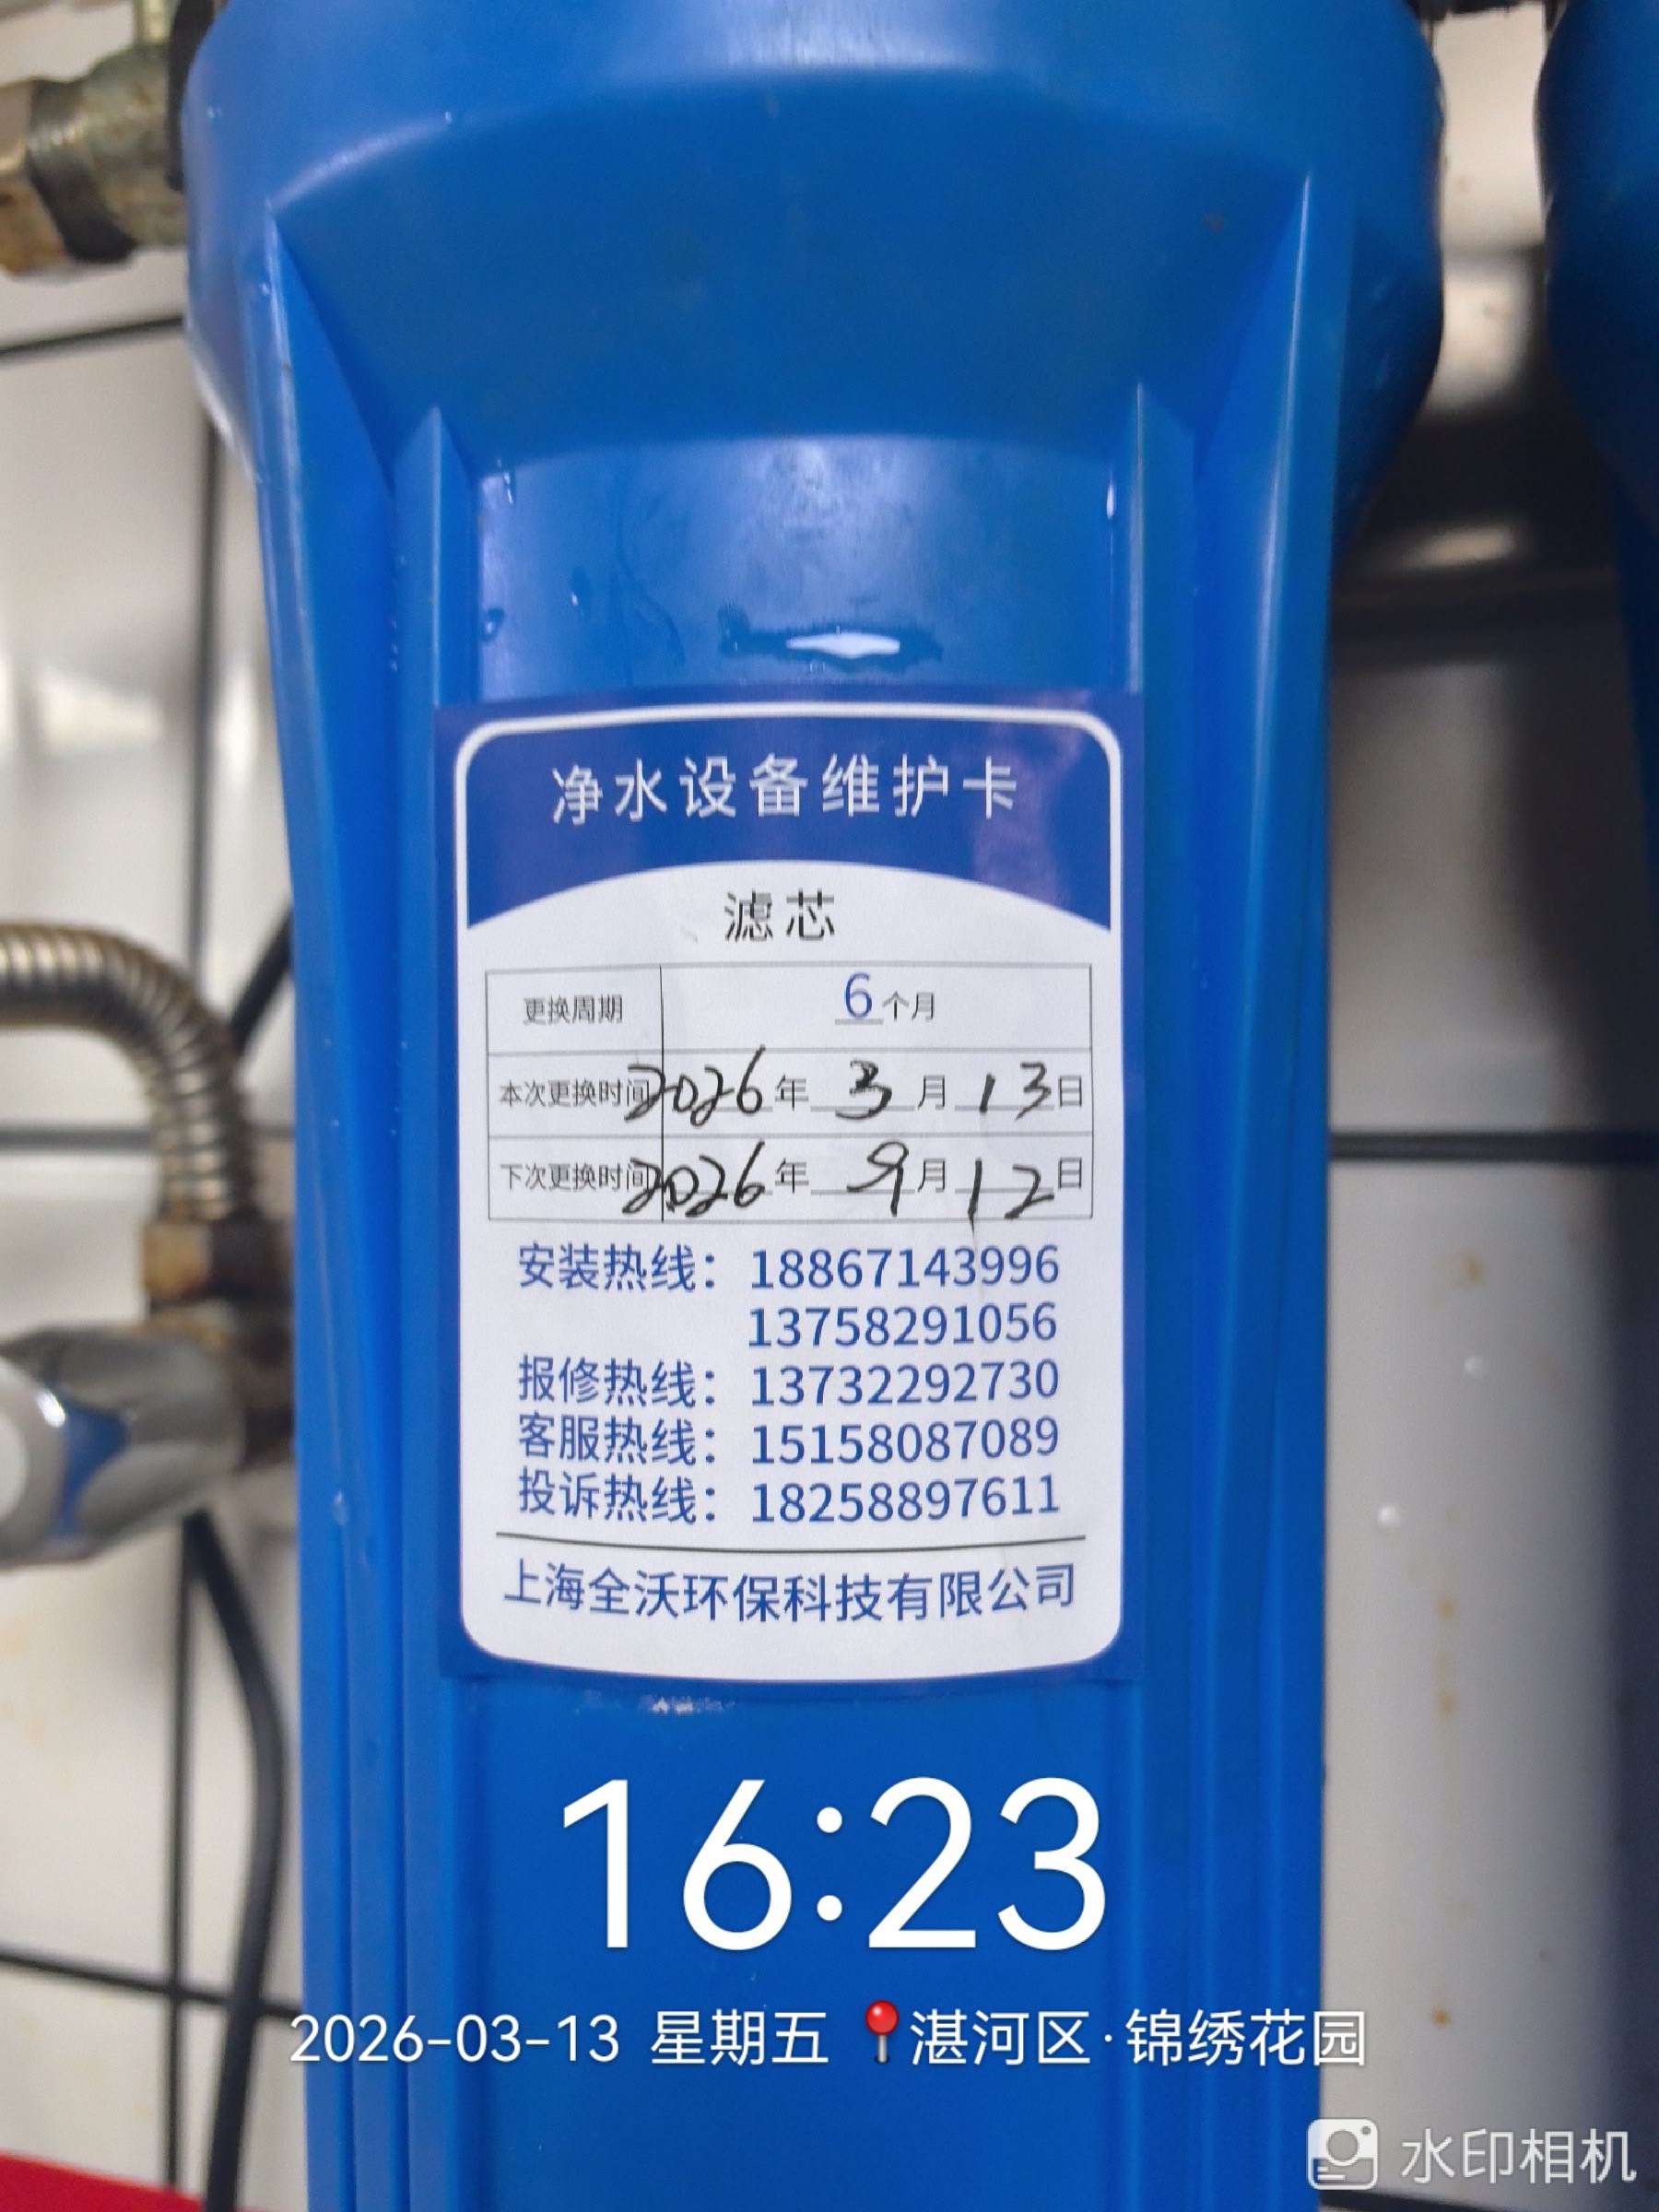 净水设备维护卡
滤芯
更换周期 6个月
本次更换时间 2026年 3月 13日
下次更换时间 2026年 9月 12日
安装热线：18867143996
13758291056
报修热线：13732292730
客服热线：15158087089
投诉热线：18258897611
上海全沃环保科技有限公司
16:23
2026-03-13 星期五 📍湛河区·锦绣花园
水印相机